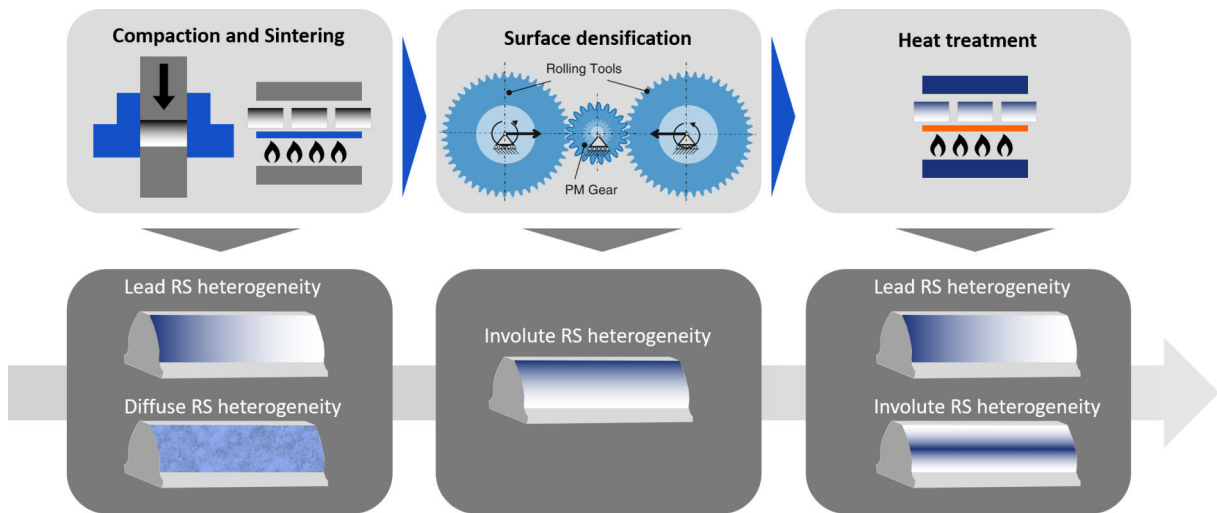 Compaction and Sintering
Surface densification
Rolling Tools
PM Gear
Heat treatment
Lead RS heterogeneity
Diffuse RS heterogeneity
Involute RS heterogeneity
Lead RS heterogeneity
Involute RS heterogeneity